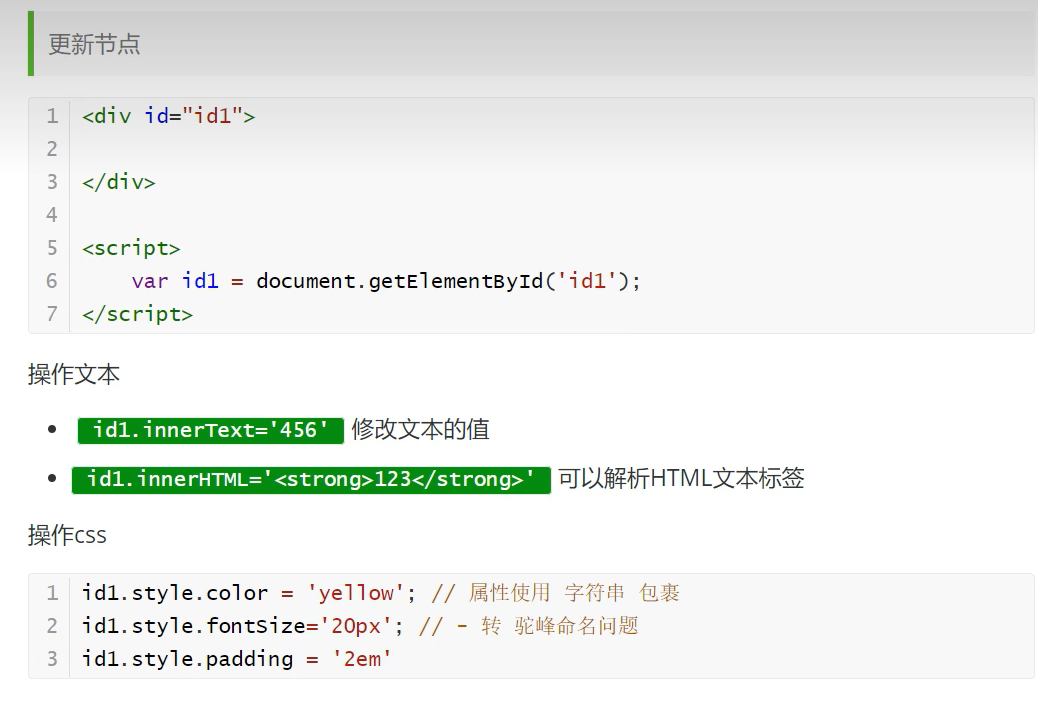 更新节点
1 <div id="id1">
2
3 </div>
4
5 <script>
6     var id1 = document.getElementById('id1');
7 </script>
操作文本
• id1.innerText='456' 修改文本的值
• id1.innerHTML='<strong>123</strong>' 可以解析HTML文本标签
操作css
1 id1.style.color = 'yellow'; // 属性使用 字符串 包裹
2 id1.style.fontSize='20px'; // - 转 驼峰命名问题
3 id1.style.padding = '2em'